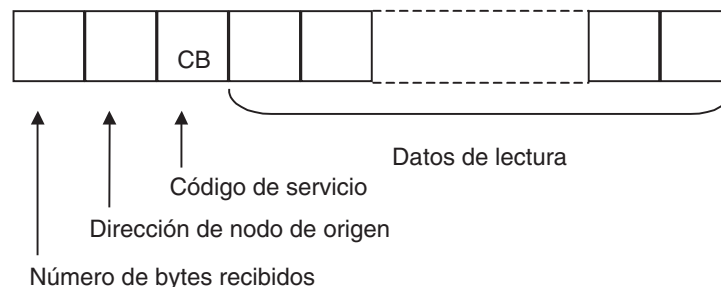 CB
Datos de lectura
Código de servicio
Dirección de nodo de origen
Número de bytes recibidos